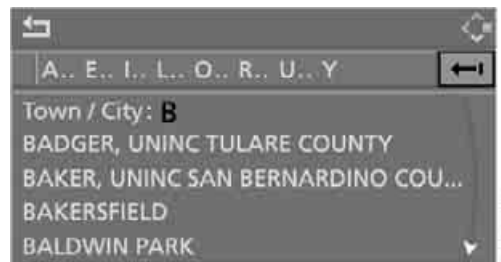 A.. E.. I.. L.. O.. R.. U.. Y
Town / City: B
BADGER, UNINC TULARE COUNTY
BAKER, UNINC SAN BERNARDINO COU...
BAKERSFIELD
BALDWIN PARK